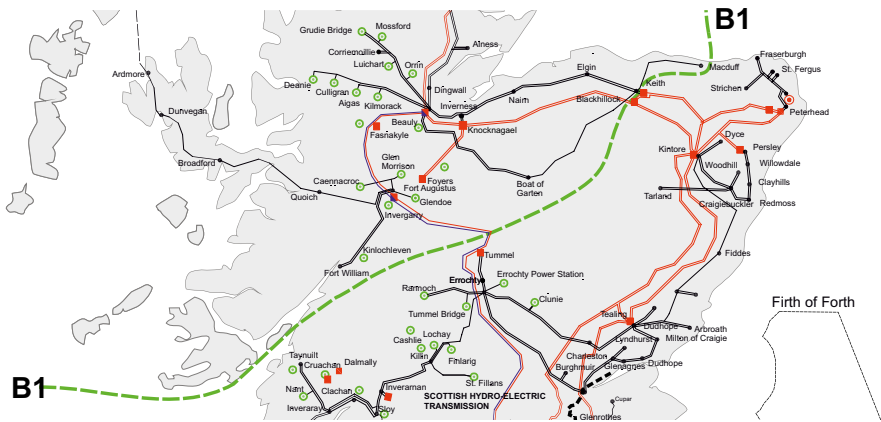 B1
Grudie Bridge
Mossford
Alness
Corriemoillie
Luichart
Orrin
Deanie
Culligran
Aigas
Kilmorack
Dingwall
Ardmore
Dunvegan
Broadford
Quoich
Beauly
Inverness
Nairn
Elgin
Keith
Blackhillock
Macduff
Fraserburgh
St. Fergus
Strichen
Peterhead
Fasnakyle
Knocknagael
Glen
Morrison
Foyers
Fort Augustus
Caennacroc
Glendoe
Invergarry
Boat of
Garten
Kintore
Dyce
Persley
Woodhill
Willowdale
Clayhills
Tarland
Craigiebuckler
Redmoss
Fiddes
Kinlochleven
Fort William
Tummel
Errochty
Errochty Power Station
Rannoch
Clunie
Tummel Bridge
Cashlie
Lochay
Killin
Finlarig
St. Fillans
Tealing
Dudhope
Arbroath
Lyndhurst
Milton of Craigie
Charleston
Burghmuir
Glenagnes
Dudhope
Glenrothes
Cupar
Firth of Forth
B1
Taynuilt
Cruachan
Dalmally
Nant
Clachan
Inveraray
Inverarnan
Sloy
SCOTTISH HYDRO-ELECTRIC
TRANSMISSION